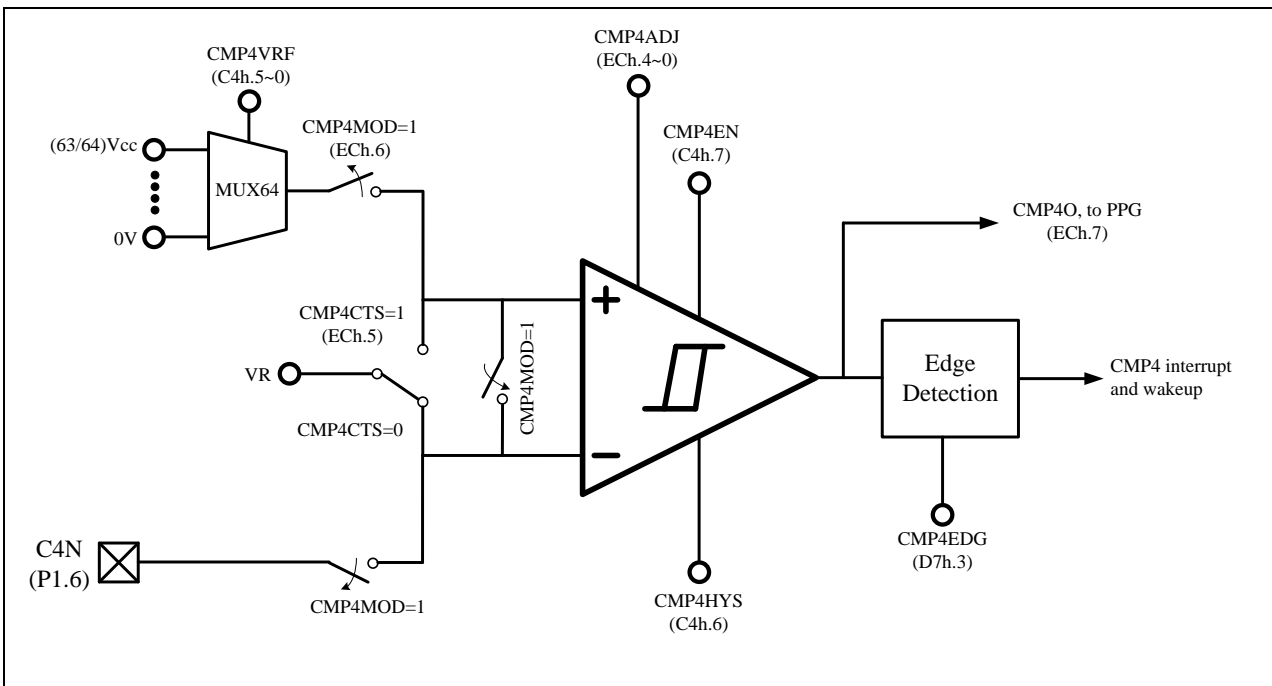 CMP4VRF
(C4h.5~0)
CMP4ADJ
(ECh.4~0)
CMP4EN
(C4h.7)
(63/64)Vcc
0V
MUX64
CMP4MOD=1
(ECh.6)
CMP4CTS=1
(ECh.5)
VR
CMP4CTS=0
CMP4MOD=1
+
−
CMP4O, to PPG
(ECh.7)
Edge
Detection
CMP4 interrupt
and wakeup
CMP4EDG
(D7h.3)
C4N
(P1.6)
CMP4MOD=1
CMP4HYS
(C4h.6)